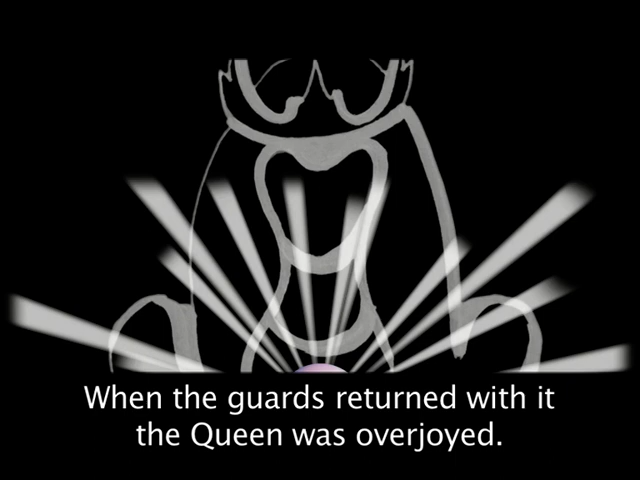 When the guards returned with it
the Queen was overjoyed.